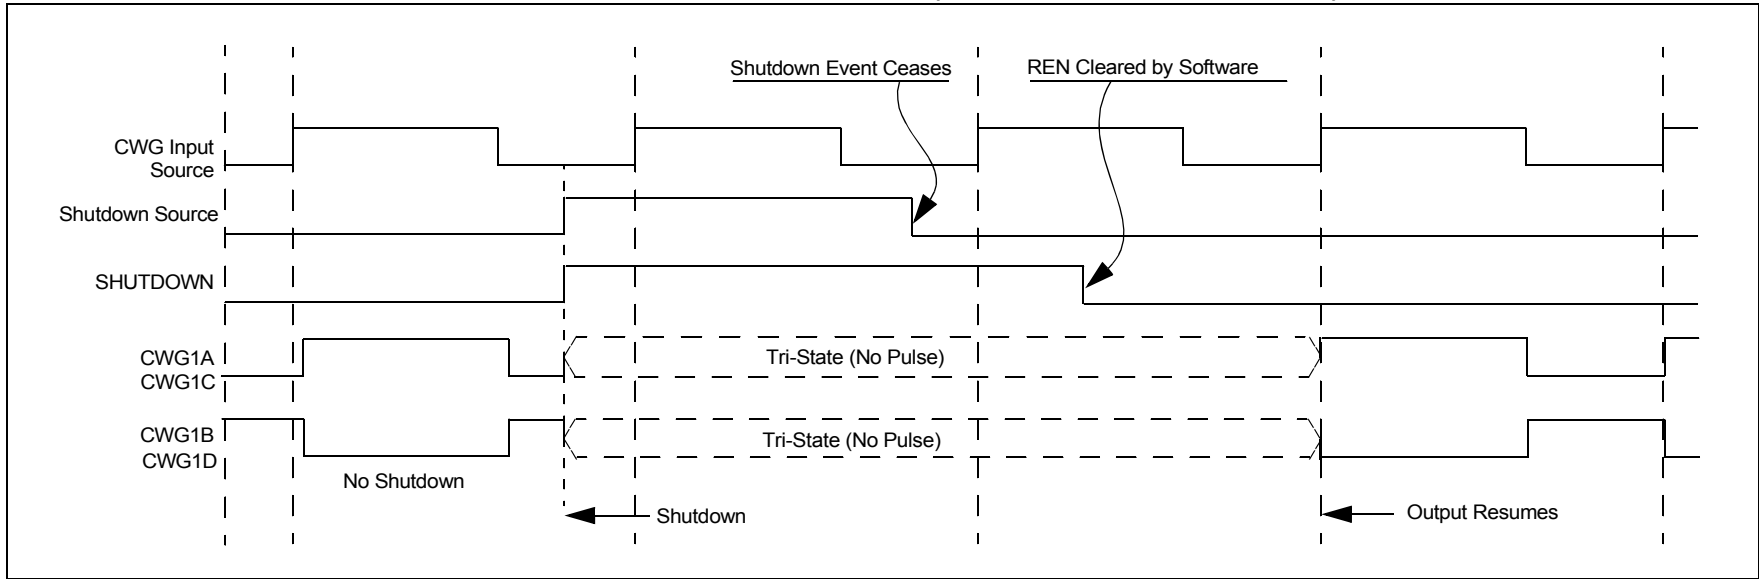 Shutdown Event Ceases
REN Cleared by Software
CWG Input
Source
Shutdown Source
SHUTDOWN
CWG1A
CWG1C
Tri-State (No Pulse)
CWG1B
CWG1D
Tri-State (No Pulse)
No Shutdown
Shutdown
Output Resumes